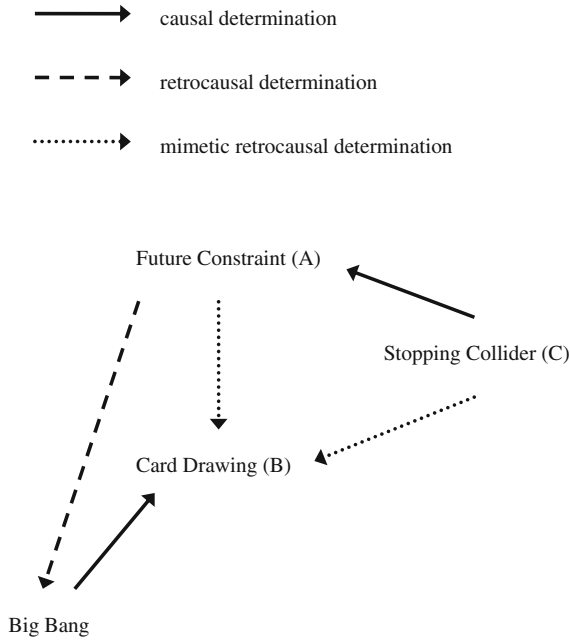 causal determination
retrocausal determination
mimetic retrocausal determination
Future Constraint (A)
Stopping Collider (C)
Card Drawing (B)
Big Bang